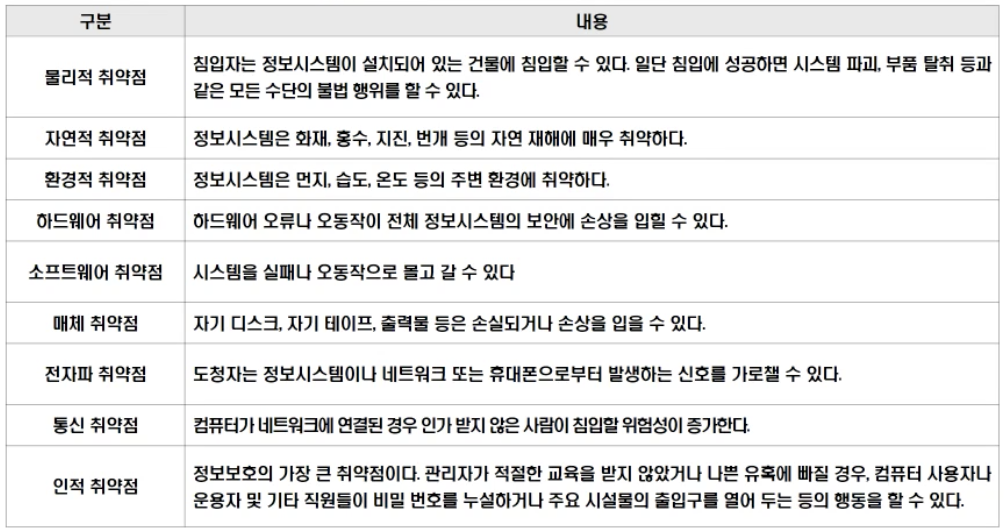 구분 내용
물리적 취약점 침입자는 정보시스템이 설치되어 있는 건물에 침입할 수 있다. 일단 침입에 성공하면 시스템 파괴, 부품 탈취 등과
같은 모든 수단의 불법 행위를 할 수 있다.
자연적 취약점 정보시스템은 화재, 홍수, 지진, 번개 등의 자연 재해에 매우 취약하다.
환경적 취약점 정보시스템은 먼지, 습도, 온도 등의 주변 환경에 취약하다.
하드웨어 취약점 하드웨어 오류나 오동작이 전체 정보시스템의 보안에 손상을 입힐 수 있다.
소프트웨어 취약점 시스템을 실패나 오동작으로 몰고 갈 수 있다
매체 취약점 자기 디스크, 자기 테이프, 출력물 등은 손실되거나 손상을 입을 수 있다.
전자파 취약점 도청자는 정보시스템이나 네트워크 또는 휴대폰으로부터 발생하는 신호를 가로챌 수 있다.
통신 취약점 컴퓨터가 네트워크에 연결된 경우 인가 받지 않은 사람이 침입할 위험성이 증가한다.
인적 취약점 정보보호의 가장 큰 취약점이다. 관리자가 적절한 교육을 받지 않았거나 나쁜 유혹에 빠질 경우, 컴퓨터 사용자나
운용자 및 기타 직원들이 비밀 번호를 누설하거나 주요 시설물의 출입구를 열어 두는 등의 행동을 할 수 있다.